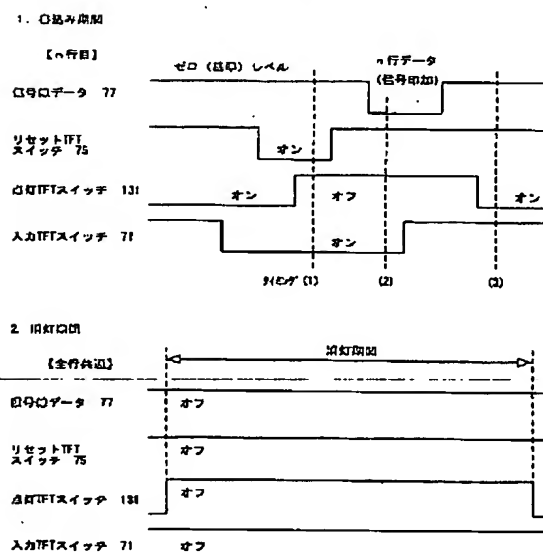 1. 書込み期間
【n行目】
ゼロ (基準) レベル
n 行データ
(信号印加)
信号線データ 77
リセットTFT
スイッチ 75
オン
点灯TFTスイッチ 131
オン
オフ
オン
入力TFTスイッチ 71
オン
タイミング (1)
(2)
(3)
2. 消灯期間
【全行共通】
消灯期間
信号線データ 77
オフ
リセットTFT
スイッチ 75
オフ
点灯TFTスイッチ 131
オフ
入力TFTスイッチ 71
オフ